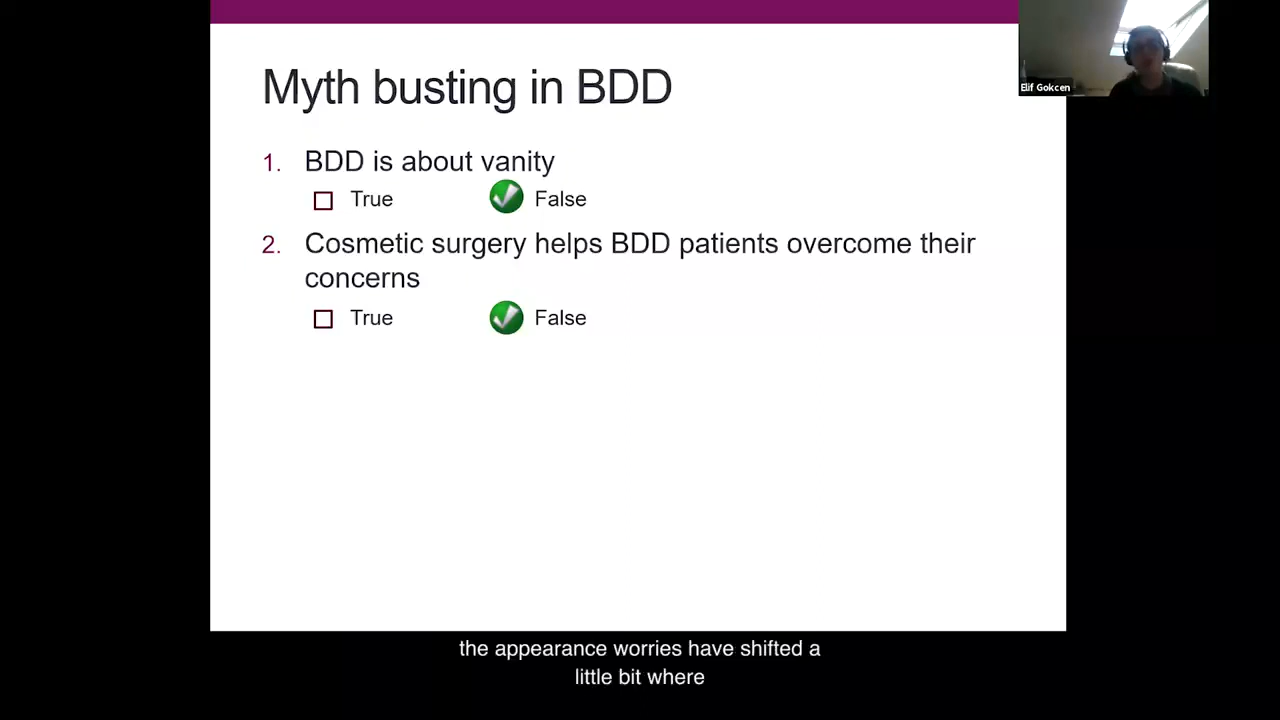 Myth busting in BDD
Elif Gokcen
1. BDD is about vanity
True False
2. Cosmetic surgery helps BDD patients overcome their
concerns
True False
the appearance worries have shifted a
little bit where